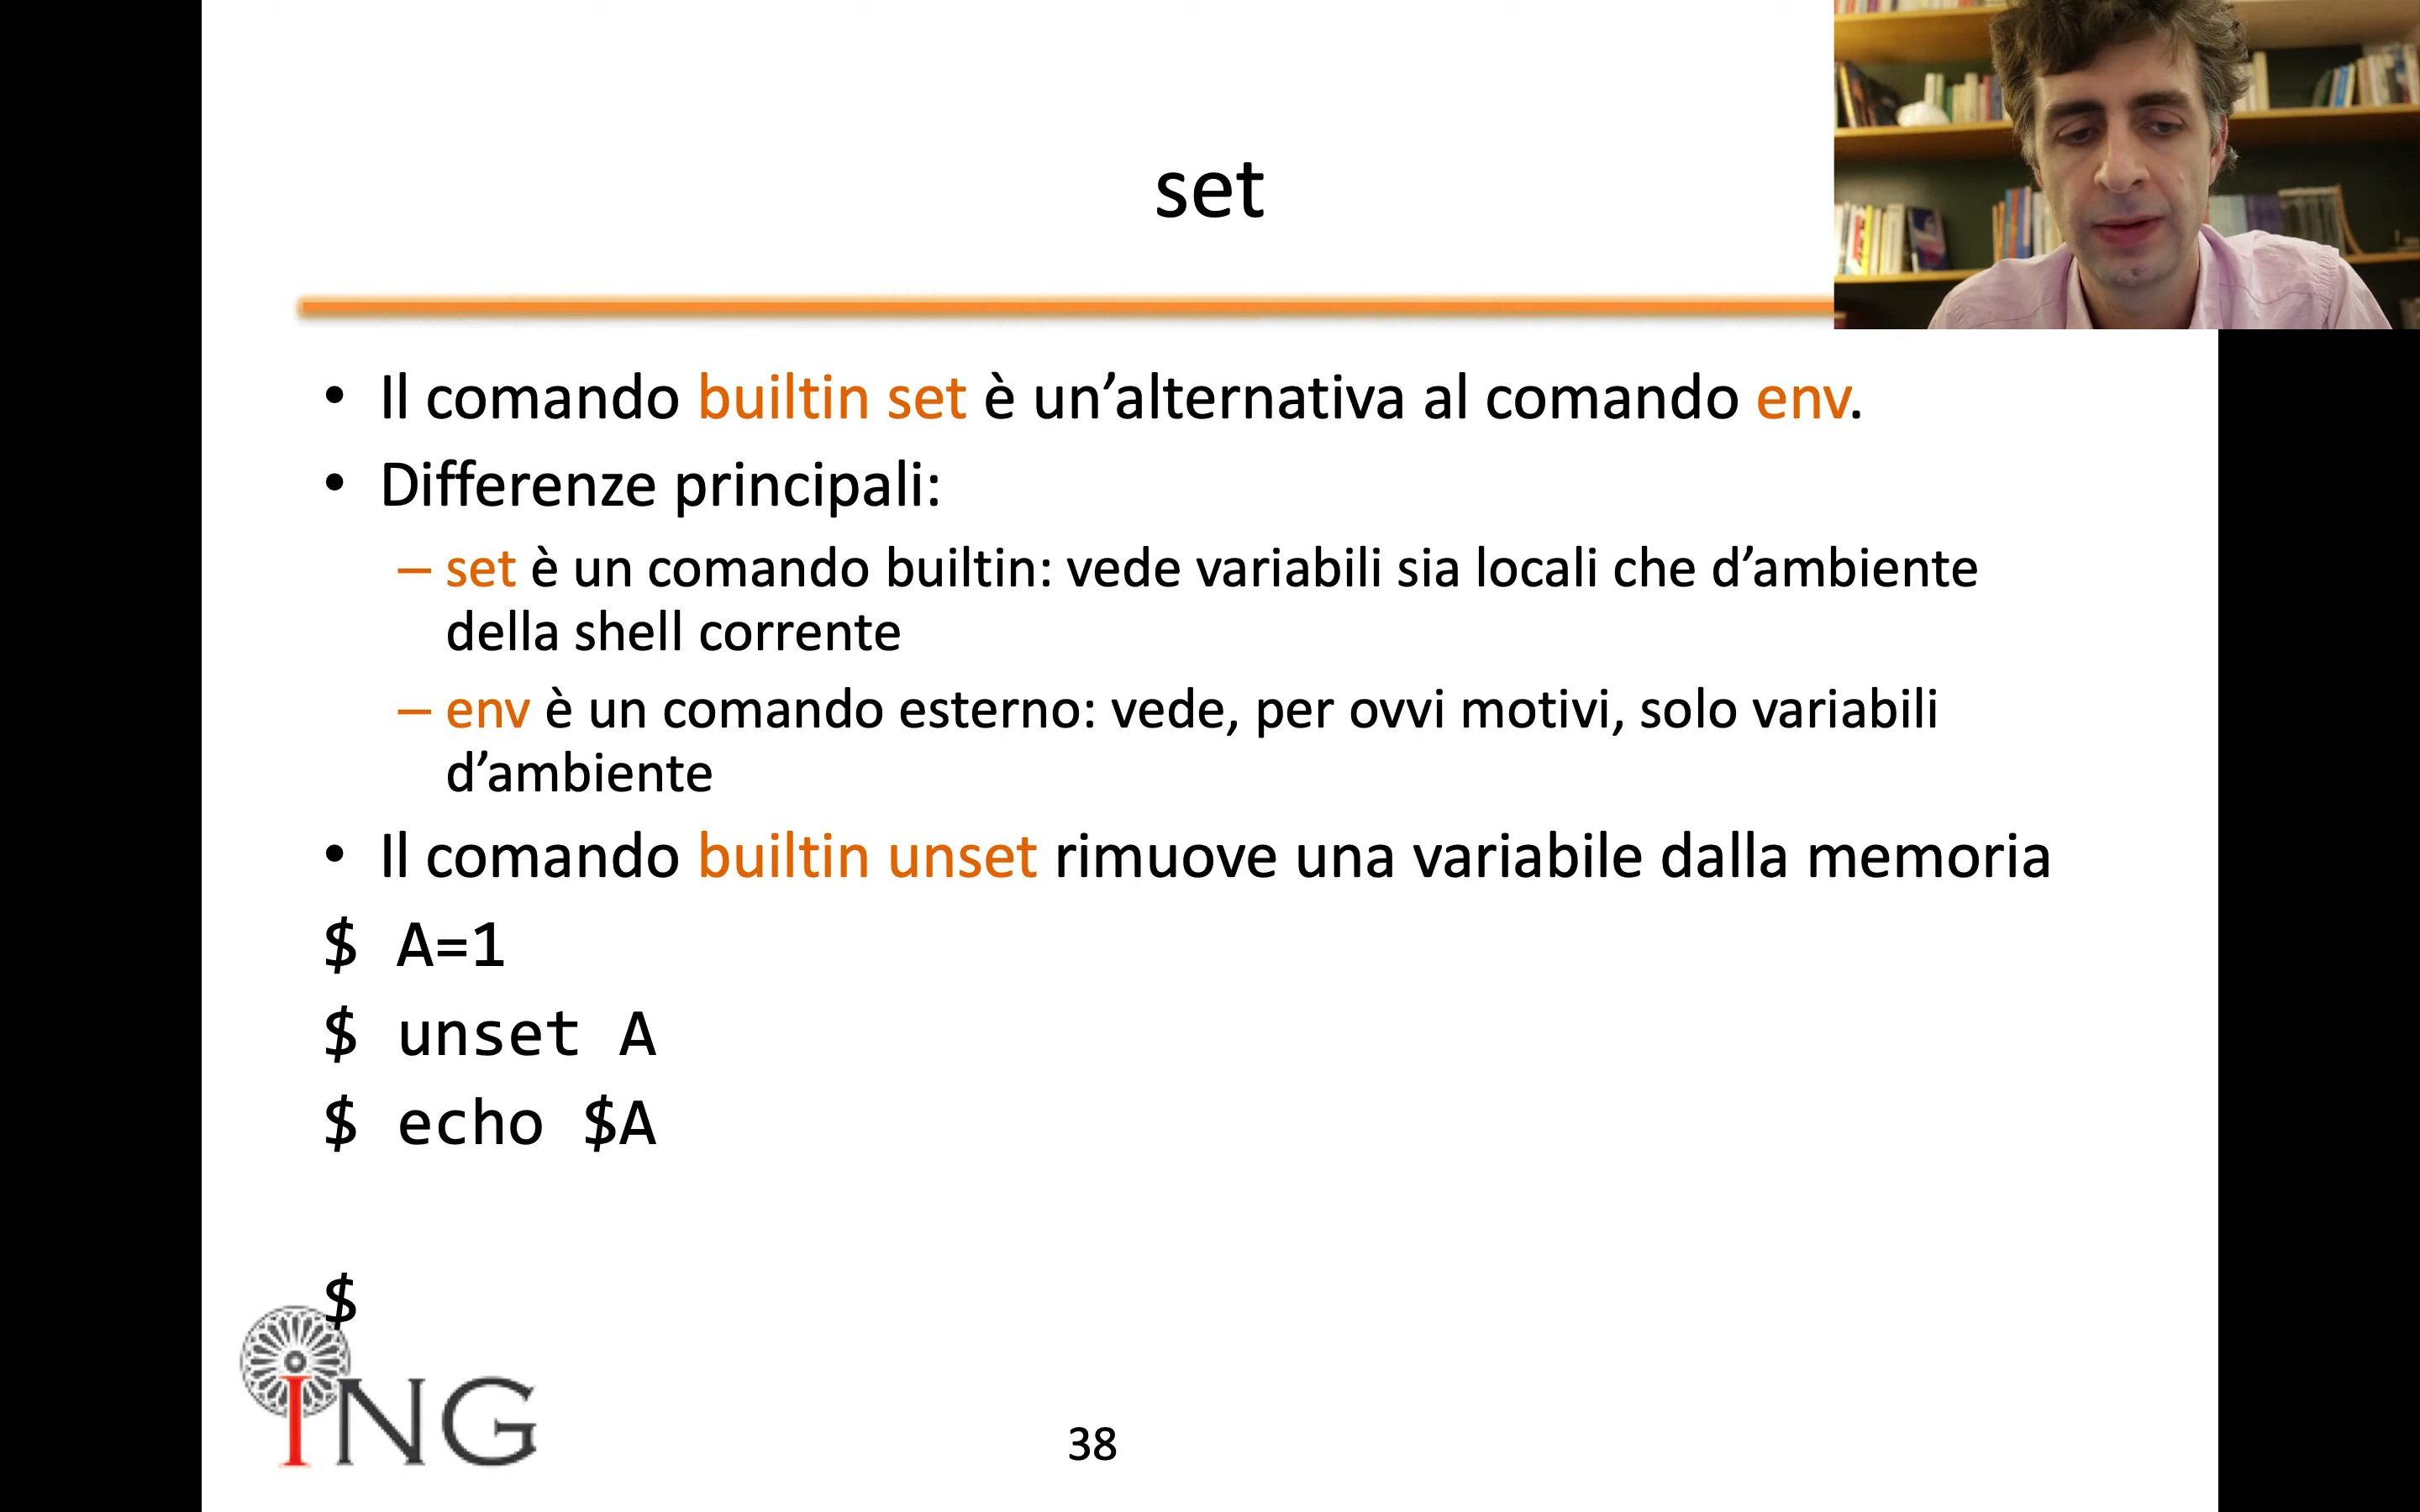 set
• Il comando builtin set è un’alternativa al comando env.
• Differenze principali:
– set è un comando builtin: vede variabili sia locali che d’ambiente
della shell corrente
– env è un comando esterno: vede, per ovvi motivi, solo variabili
d’ambiente
• Il comando builtin unset rimuove una variabile dalla memoria
$ A=1
$ unset A
$ echo $A
$
ING
38